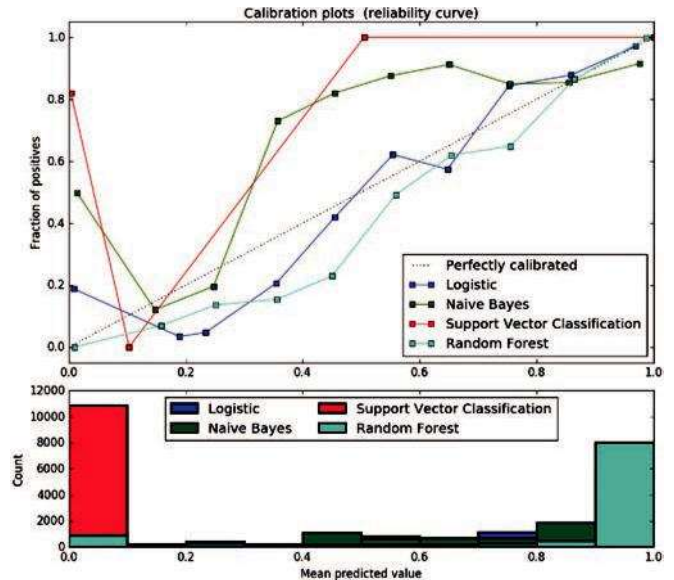 Calibration plots (reliability curve)
1.0
0.8
0.6
0.4
0.2
0.0
Fraction of positives
Perfectly calibrated
Logistic
Naive Bayes
Support Vector Classification
Random Forest
0.0 0.2 0.4 0.6 0.8 1.0
12000
10000
8000
6000
4000
2000
0
Count
Logistic
Naive Bayes
Support Vector Classification
Random Forest
0.0 0.2 0.4 0.6 0.8 1.0
Mean predicted value